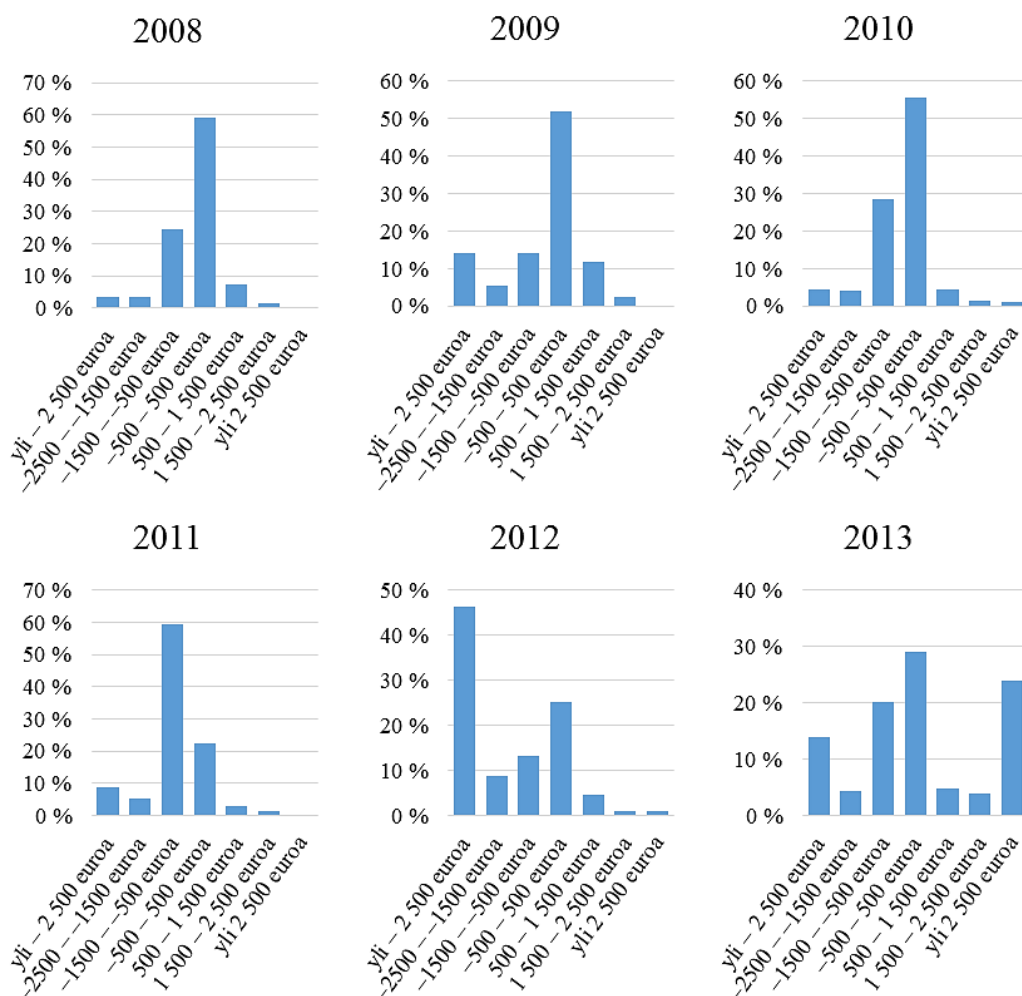 2008
70 %
60 %
50 %
40 %
30 %
20 %
10 %
0 %
yli – 2 500 euroa
–2500 – –1500 euroa
–1500 – –500 euroa
–500 – 500 euroa
500 – 1 500 euroa
1 500 – 2 500 euroa
yli 2 500 euroa
2009
60 %
50 %
40 %
30 %
20 %
10 %
0 %
yli – 2 500 euroa
–2500 – –1500 euroa
–1500 – –500 euroa
–500 – 500 euroa
500 – 1 500 euroa
1 500 – 2 500 euroa
yli 2 500 euroa
2010
60 %
50 %
40 %
30 %
20 %
10 %
0 %
yli – 2 500 euroa
–2500 – –1500 euroa
–1500 – –500 euroa
–500 – 500 euroa
500 – 1 500 euroa
1 500 – 2 500 euroa
yli 2 500 euroa
2011
70 %
60 %
50 %
40 %
30 %
20 %
10 %
0 %
yli – 2 500 euroa
–2500 – –1500 euroa
–1500 – –500 euroa
–500 – 500 euroa
500 – 1 500 euroa
1 500 – 2 500 euroa
yli 2 500 euroa
2012
50 %
40 %
30 %
20 %
10 %
0 %
yli – 2 500 euroa
–2500 – –1500 euroa
–1500 – –500 euroa
–500 – 500 euroa
500 – 1 500 euroa
1 500 – 2 500 euroa
yli 2 500 euroa
2013
40 %
30 %
20 %
10 %
0 %
yli – 2 500 euroa
–2500 – –1500 euroa
–1500 – –500 euroa
–500 – 500 euroa
500 – 1 500 euroa
1 500 – 2 500 euroa
yli 2 500 euroa